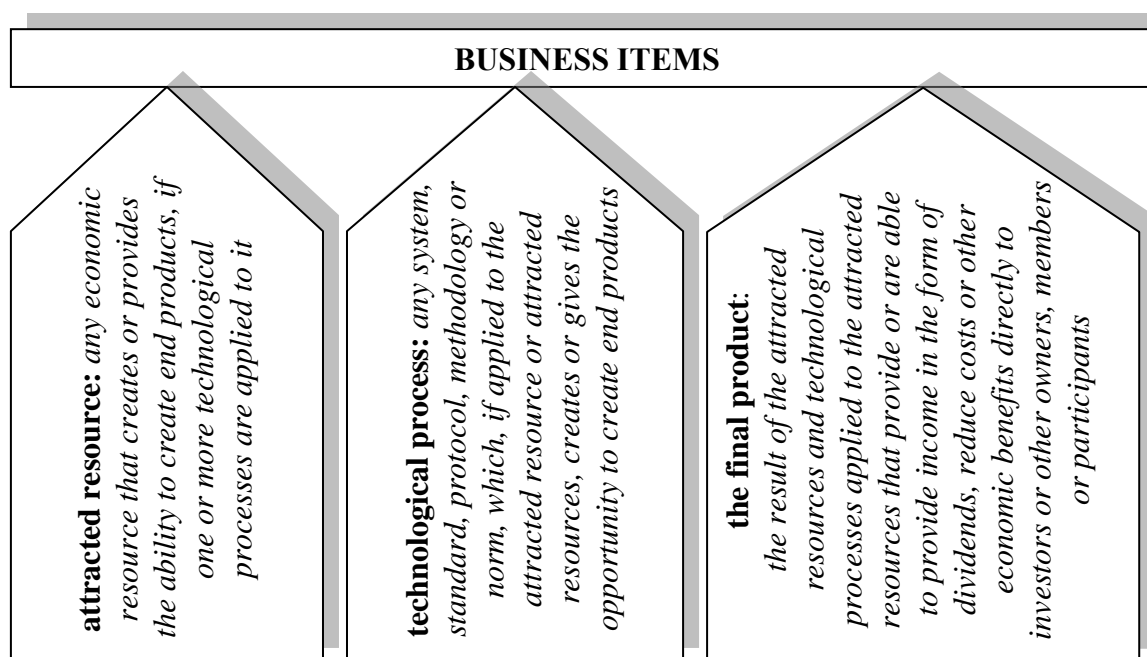 BUSINESS ITEMS
attracted resource: any economic
resource that creates or provides
the ability to create end products, if
one or more technological
processes are applied to it
technological process: any system,
standard, protocol, methodology or
norm, which, if applied to the
attracted resource or attracted
resources, creates or gives the
opportunity to create end products
the final product:
the result of the attracted
resources and technological
processes applied to the attracted
resources that provide or are able
to provide income in the form of
dividends, reduce costs or other
economic benefits directly to
investors or other owners, members
or participants